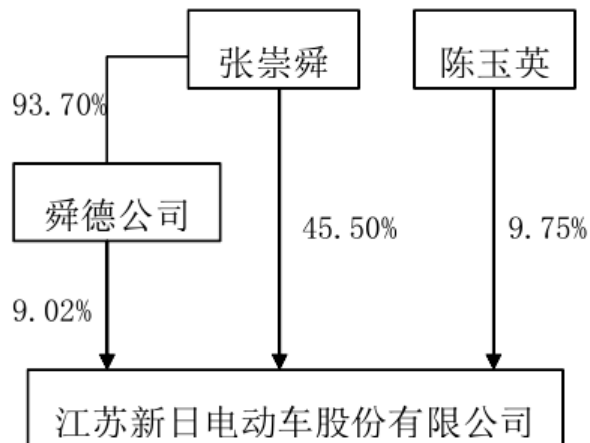 张崇舜
陈玉英
93.70%
舜德公司
45.50%
9.75%
9.02%
江苏新日电动车股份有限公司